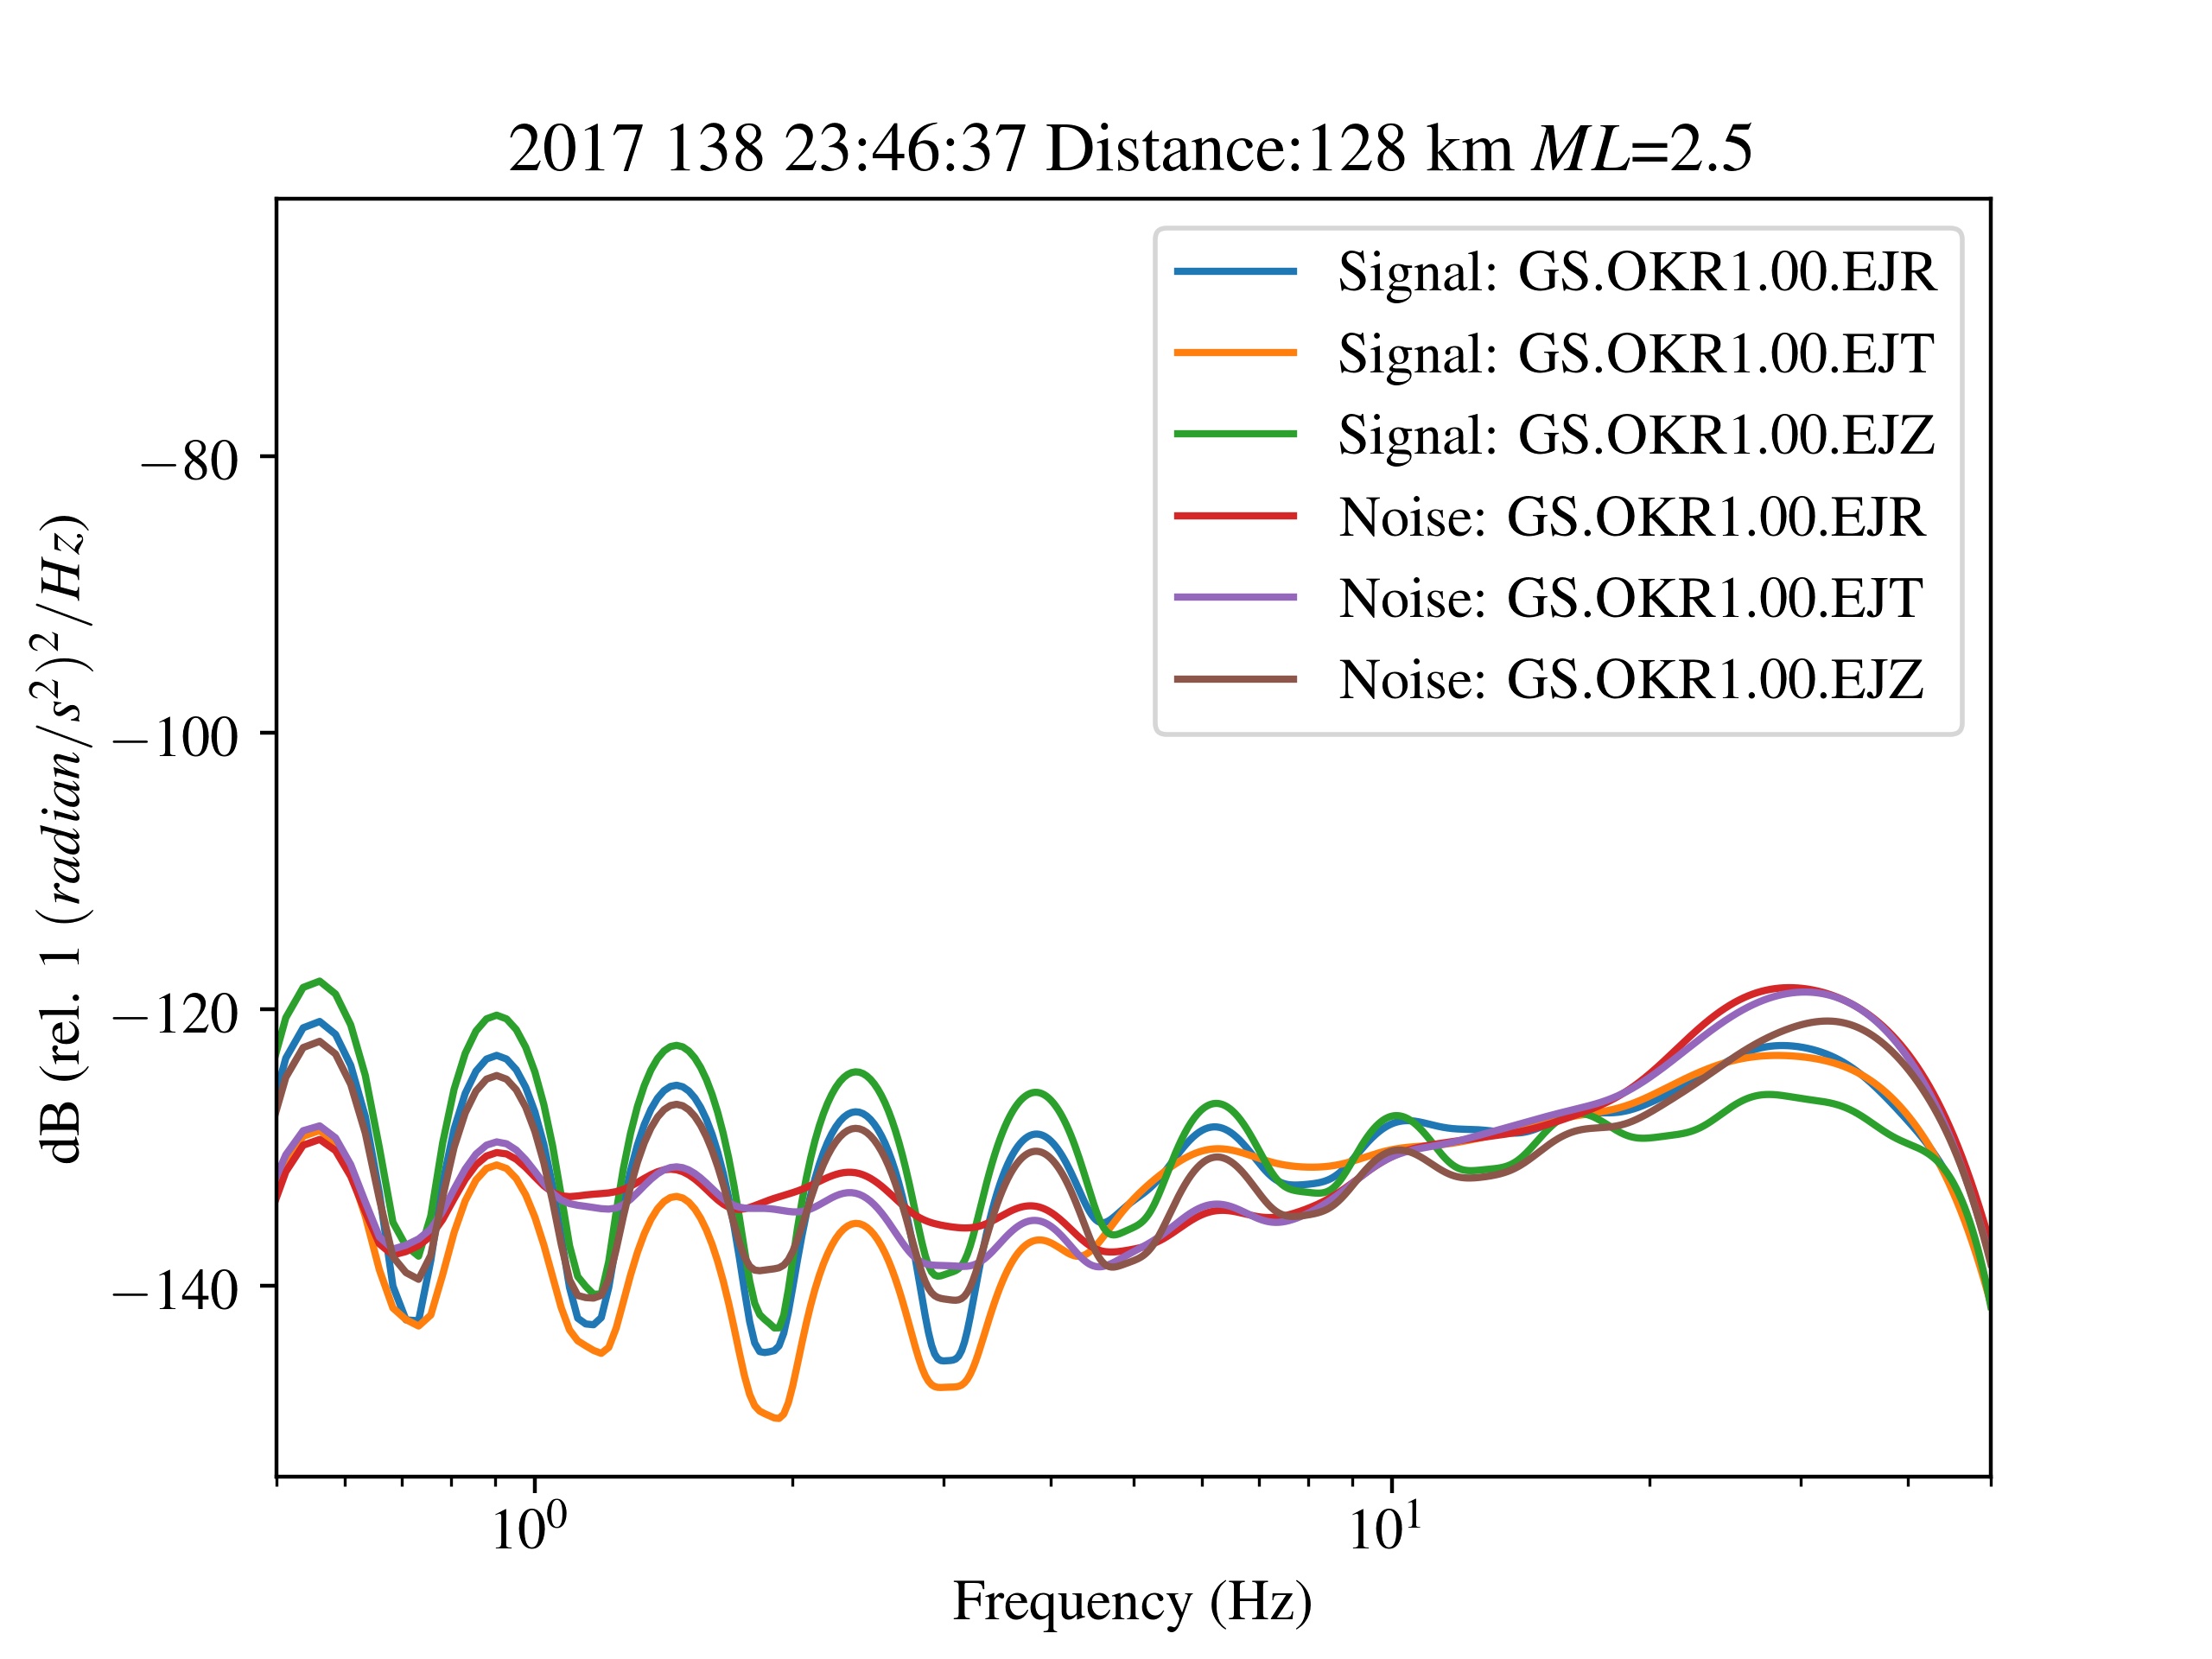 2017 138 23:46:37 Distance:128 km ML=2.5
Signal: GS.OKR1.00.EJR
Signal: GS.OKR1.00.EJT
Signal: GS.OKR1.00.EJZ
Noise: GS.OKR1.00.EJR
Noise: GS.OKR1.00.EJT
Noise: GS.OKR1.00.EJZ
dB (rel. 1 (radian/s²)²/Hz)
−80
−100
−120
−140
10⁰ 10¹
Frequency (Hz)